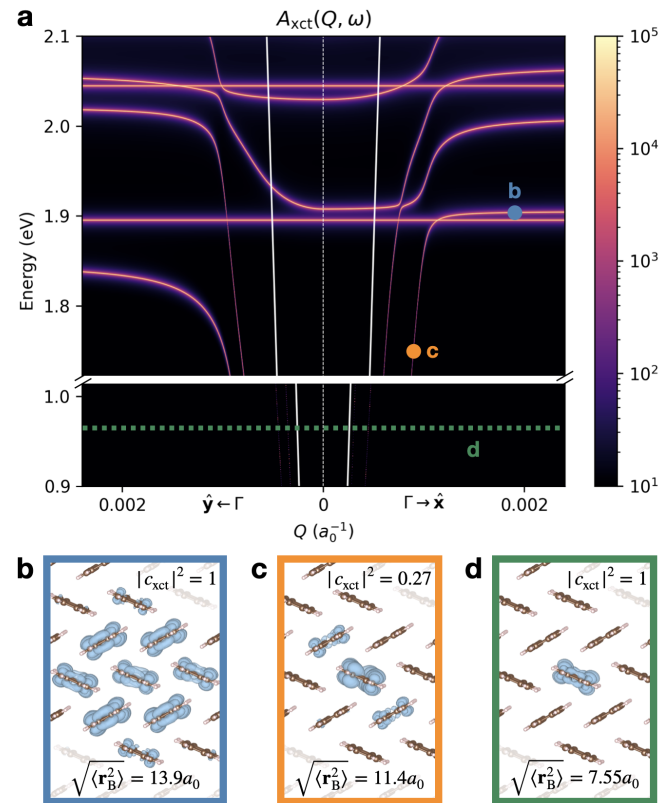 a
A_xct(Q, ω)
2.1
2.0
1.9
1.8
1.0
0.9
Energy (eV)
b
c
d
10^5
10^4
10^3
10^2
10^1
0.002
ŷ ← Γ
0
Γ → x̂
0.002
Q (a_0^-1)
b
|c_xct|^2 = 1
√⟨r_B^2⟩ = 13.9a_0
c
|c_xct|^2 = 0.27
√⟨r_B^2⟩ = 11.4a_0
d
|c_xct|^2 = 1
√⟨r_B^2⟩ = 7.55a_0